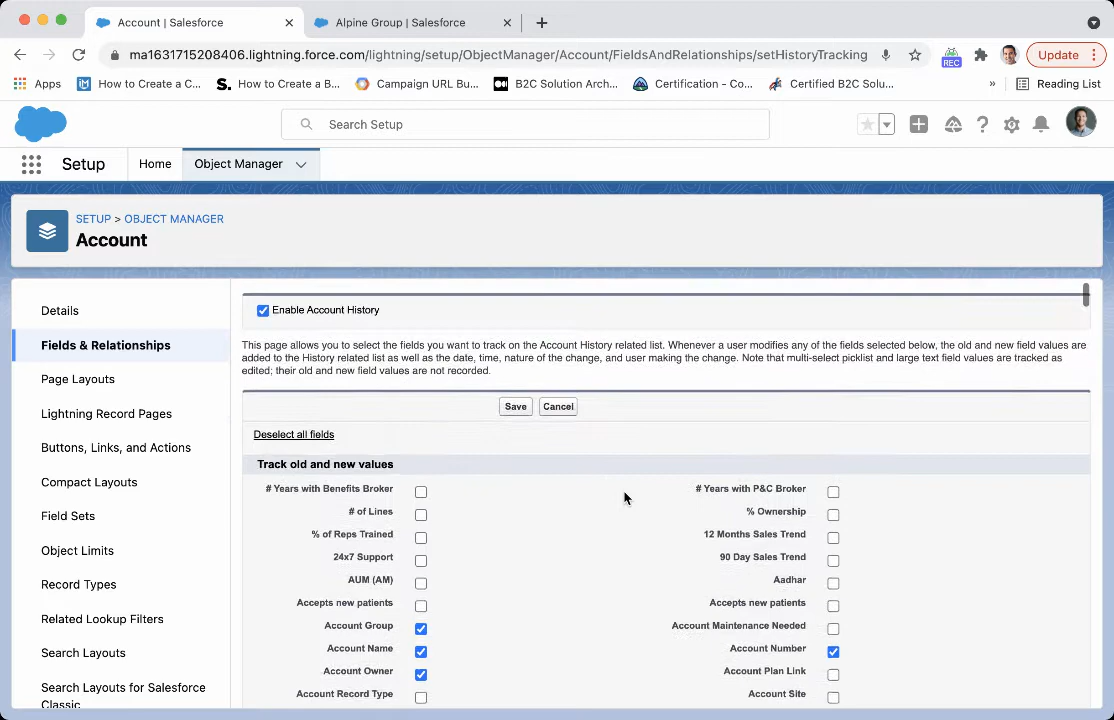 Account | Salesforce
Alpine Group | Salesforce
ma1631715208406.lightning.force.com/lightning/setup/ObjectManager/Account/FieldsAndRelationships/setHistoryTracking
REC
Update
Apps
How to Create a C...
S. How to Create a B...
Campaign URL Bu...
B2C Solution Arch...
Certification - Co...
Certified B2C Solu...
»
Reading List
Search Setup
Setup
Home
Object Manager
SETUP > OBJECT MANAGER
Account
Details
Fields & Relationships
Page Layouts
Lightning Record Pages
Buttons, Links, and Actions
Compact Layouts
Field Sets
Object Limits
Record Types
Related Lookup Filters
Search Layouts
Search Layouts for Salesforce
Classic
Enable Account History
This page allows you to select the fields you want to track on the Account History related list. Whenever a user modifies any of the fields selected below, the old and new field values are
added to the History related list as well as the date, time, nature of the change, and user making the change. Note that multi-select picklist and large text field values are tracked as
edited; their old and new field values are not recorded.
Save Cancel
Deselect all fields
Track old and new values
# Years with Benefits Broker
# Years with P&C Broker
# of Lines
% Ownership
% of Reps Trained
12 Months Sales Trend
24x7 Support
90 Day Sales Trend
AUM (AM)
Aadhar
Accepts new patients
Accepts new patients
Account Group
Account Maintenance Needed
Account Name
Account Number
Account Owner
Account Plan Link
Account Record Type
Account Site